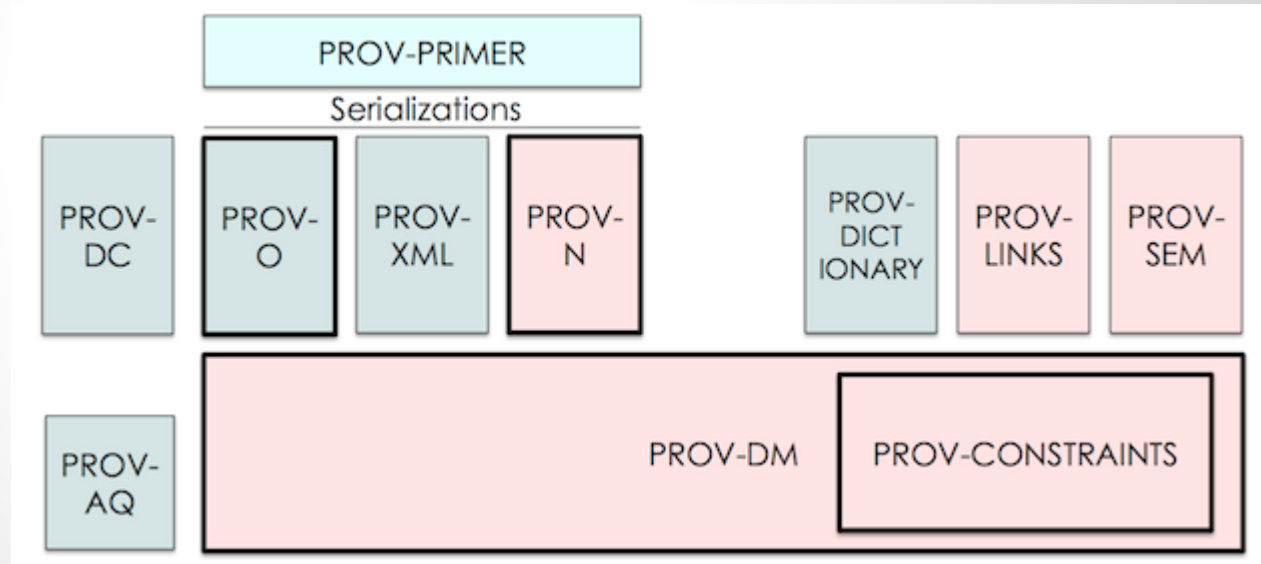 PROV-PRIMER
Serializations
PROV-
DC
PROV-
O
PROV-
XML
PROV-
N
PROV-
DICT
IONARY
PROV-
LINKS
PROV-
SEM
PROV-
AQ
PROV-DM
PROV-CONSTRAINTS